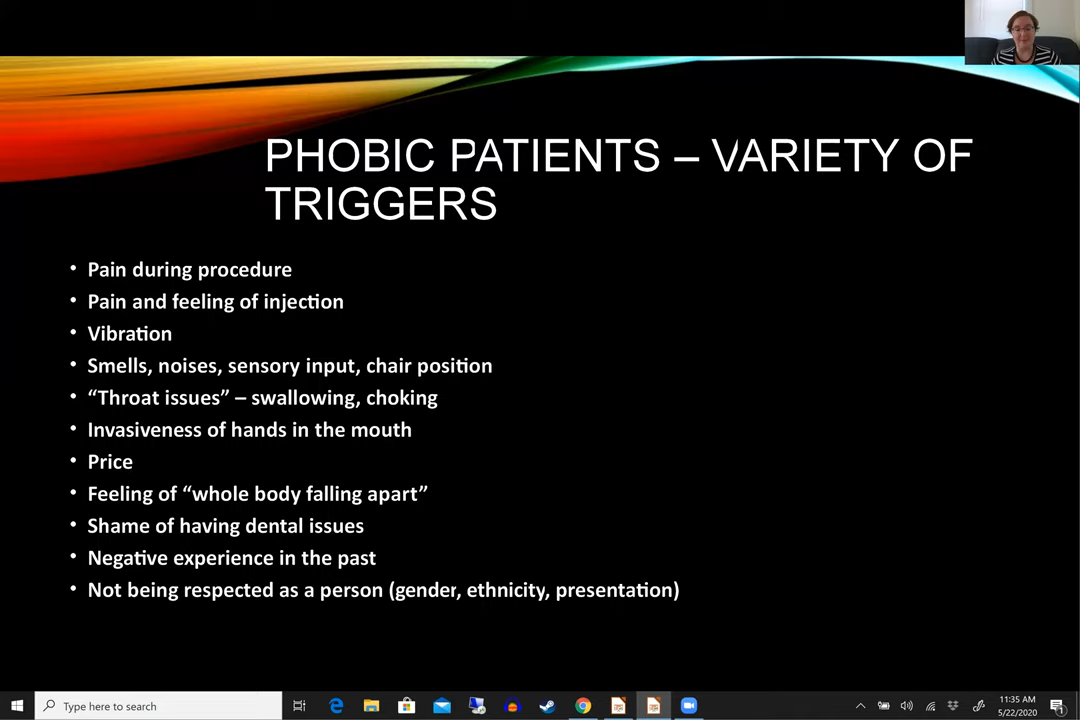 PHOBIC PATIENTS – VARIETY OF
TRIGGERS
• Pain during procedure
• Pain and feeling of injection
• Vibration
• Smells, noises, sensory input, chair position
• “Throat issues” – swallowing, choking
• Invasiveness of hands in the mouth
• Price
• Feeling of “whole body falling apart”
• Shame of having dental issues
• Negative experience in the past
• Not being respected as a person (gender, ethnicity, presentation)
Type here to search
11:35 AM
5/22/2020
1